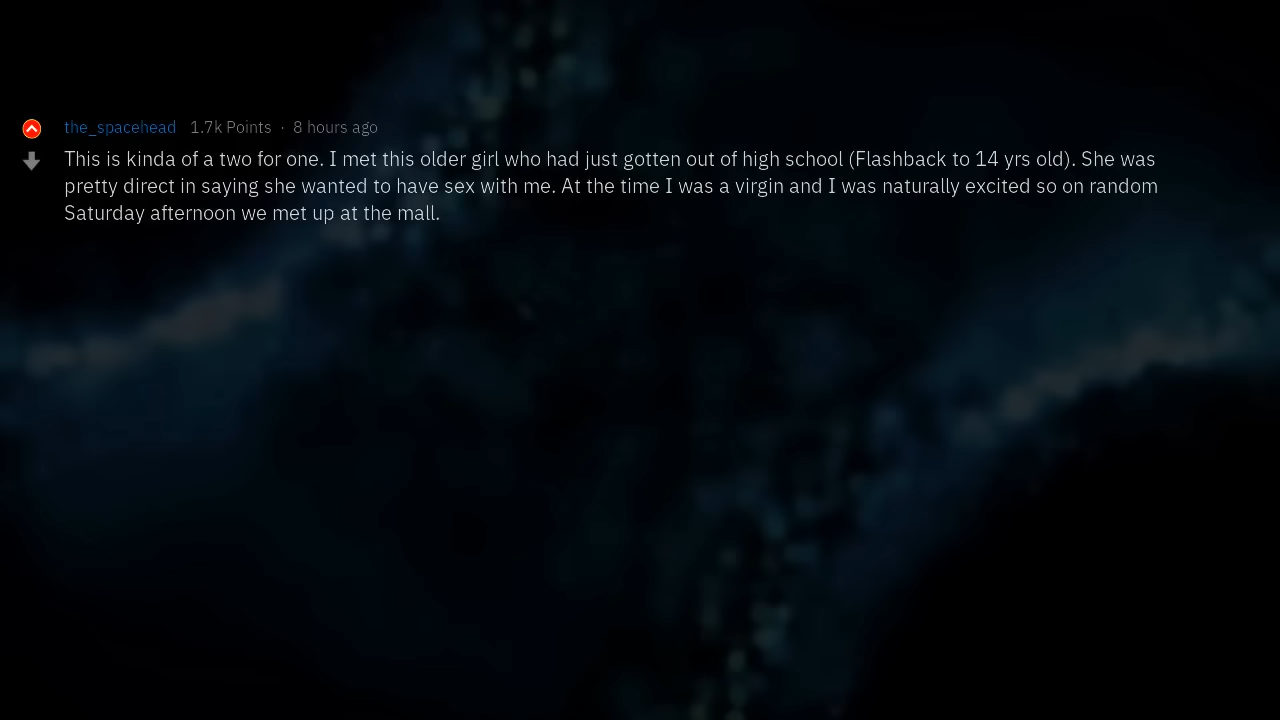 the_spacehead 1.7k Points · 8 hours ago
This is kinda of a two for one. I met this older girl who had just gotten out of high school (Flashback to 14 yrs old). She was
pretty direct in saying she wanted to have sex with me. At the time I was a virgin and I was naturally excited so on random
Saturday afternoon we met up at the mall.